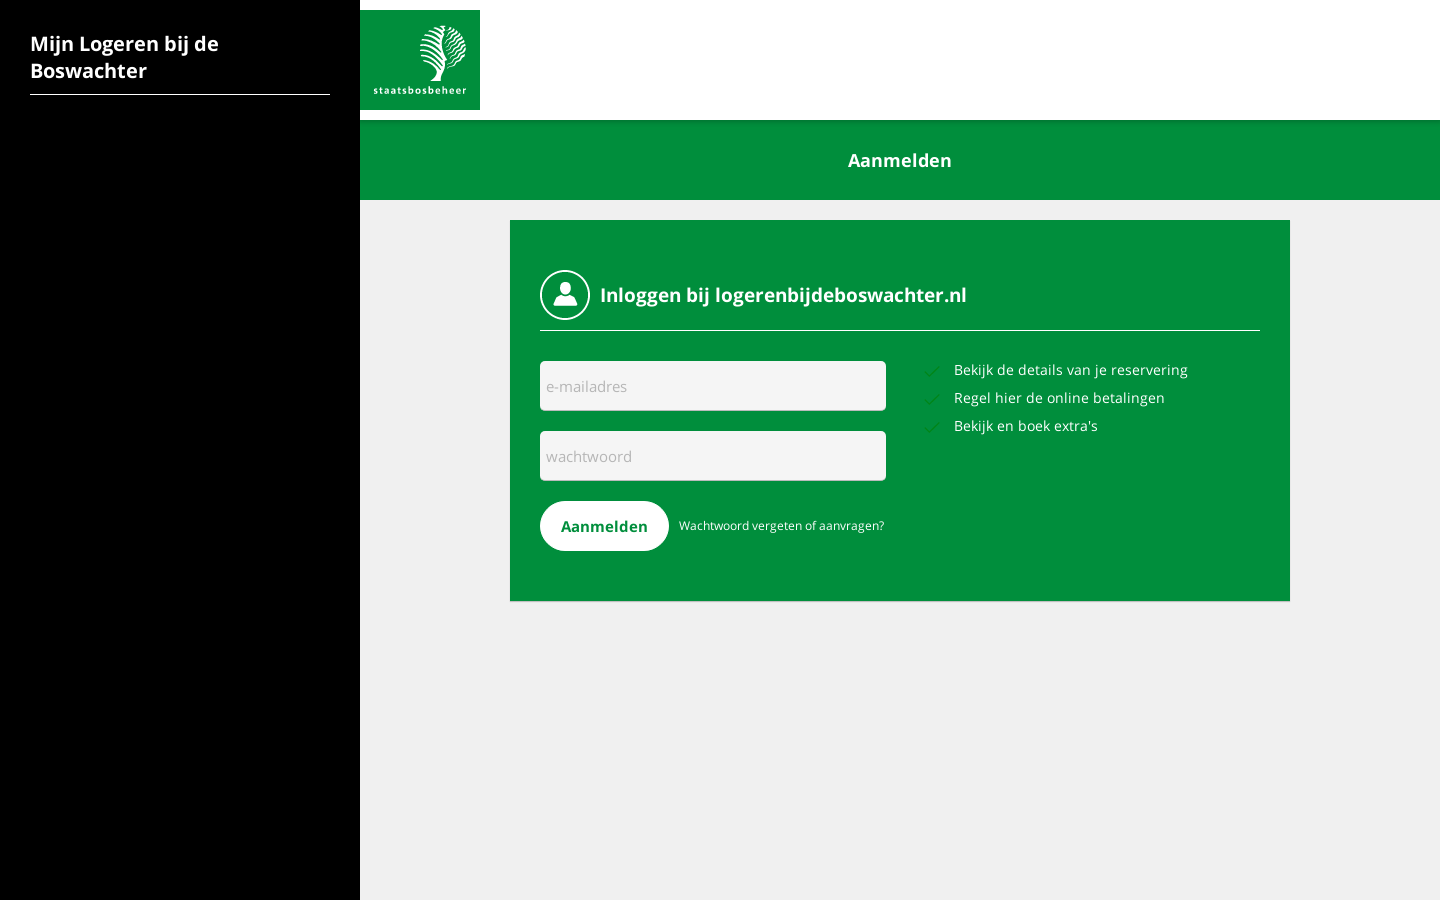 Mijn Logeren bij de
Boswachter
staatsbosbeheer
Aanmelden
Inloggen bij logerenbijdeboswachter.nl
e-mailadres
wachtwoord
Aanmelden
Wachtwoord vergeten of aanvragen?
Bekijk de details van je reservering
Regel hier de online betalingen
Bekijk en boek extra's